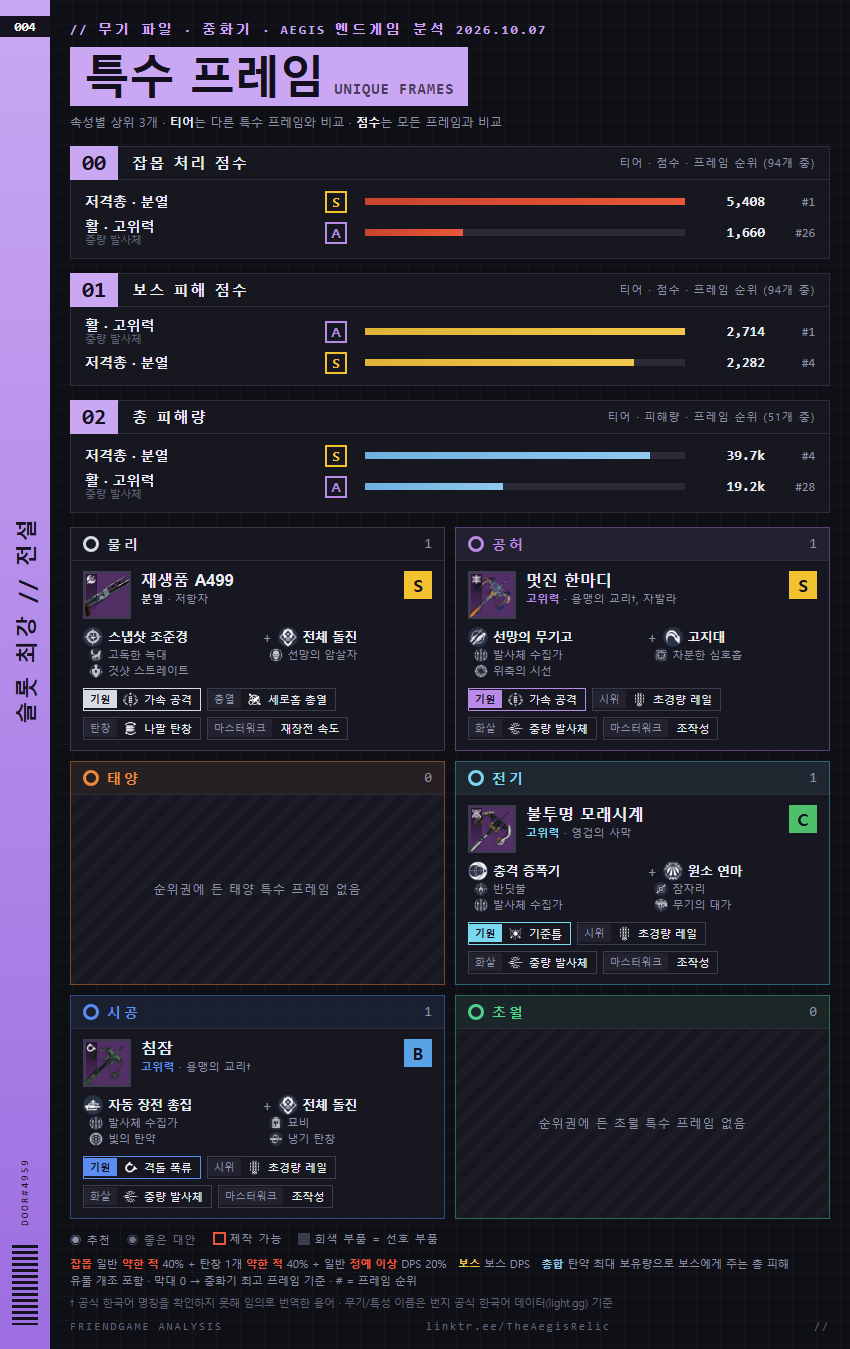 004
// 무기 파일 · 중화기 · AEGIS 엔드게임 분석 2026.10.07
특수 프레임 UNIQUE FRAMES
속성별 상위 3개 · 티어는 다른 특수 프레임와 비교 · 점수는 모든 프레임과 비교
00 잡몹 처리 점수 티어 · 점수 · 프레임 순위 (94개 중)
저격총 · 분열 S 5,408 #1
활 · 고위력 A 1,660 #26
중량 발사체
01 보스 피해 점수 티어 · 점수 · 프레임 순위 (94개 중)
활 · 고위력 A 2,714 #1
중량 발사체
저격총 · 분열 S 2,282 #4
02 총 피해량 티어 · 피해량 · 프레임 순위 (51개 중)
저격총 · 분열 S 39.7k #4
활 · 고위력 A 19.2k #28
중량 발사체
물리 1
재생품 A499 S
분열 · 저항자
스냅샷 조준경 + 전체 돌진
고독한 늑대 선망의 암살자
것샷 스트레이트
기원 가속 공격 총열 세로홈 총열
탄창 나팔 탄창 마스터워크 재장전 속도
공허 1
멋진 한마디 S
고위력 · 용맹의 교리†, 자발라
선망의 무기고 + 고지대
발사체 수집가 차분한 심호흡
위축의 시선
기원 가속 공격 시위 초경량 레일
화살 중량 발사체 마스터워크 조작성
태양 0
순위권에 든 태양 특수 프레임 없음
전기 1
불투명 모래시계 C
고위력 · 영겁의 사막
충격 증폭기 + 원소 연마
반딧불 잠자리
발사체 수집가 무기의 대가
기원 기준틀 시위 초경량 레일
화살 중량 발사체 마스터워크 조작성
시공 1
침잠 B
고위력 · 용맹의 교리†
자동 장전 총집 + 전체 돌진
발사체 수집가 묘비
빛의 탄약 냉기 탄창
기원 격돌 폭류 시위 초경량 레일
화살 중량 발사체 마스터워크 조작성
초월 0
순위권에 든 초월 특수 프레임 없음
슬롯 최강 // 전설
DOOR#4959
추천 좋은 대안 제작 가능 회색 부품 = 선호 부품
잡몹 일반 약한 적 40% + 탄창 1개 약한 적 40% + 일반 정예 이상 DPS 20% 보스 보스 DPS 총합 탄약 최대 보유량으로 보스에게 주는 총 피해
유물 개조 포함 · 막대 0 → 중화기 최고 프레임 기준 · # = 프레임 순위
† 공식 한국어 명칭을 확인하지 못해 임의로 번역한 용어 · 무기/특성 이름은 번지 공식 한국어 데이터(light.gg) 기준
FRIENDGAME ANALYSIS linktr.ee/TheAegisRelic //